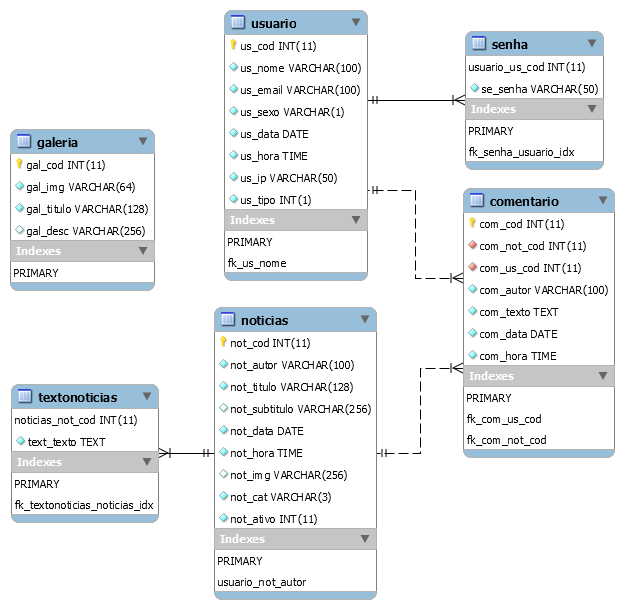 usuario
us_cod INT(11)
us_nome VARCHAR(100)
us_email VARCHAR(100)
us_sexo VARCHAR(1)
us_data DATE
us_hora TIME
us_ip VARCHAR(50)
us_tipo INT(1)
Indexes
PRIMARY
fk_us_nome
senha
usuario_us_cod INT(11)
se_senha VARCHAR(50)
Indexes
PRIMARY
fk_senha_usuario_idx
galeria
gal_cod INT(11)
gal_img VARCHAR(64)
gal_titulo VARCHAR(128)
gal_desc VARCHAR(256)
Indexes
PRIMARY
comentario
com_cod INT(11)
com_not_cod INT(11)
com_us_cod INT(11)
com_autor VARCHAR(100)
com_texto TEXT
com_data DATE
com_hora TIME
Indexes
PRIMARY
fk_com_us_cod
fk_com_not_cod
noticias
not_cod INT(11)
not_autor VARCHAR(100)
not_titulo VARCHAR(128)
not_subtitulo VARCHAR(256)
not_data DATE
not_hora TIME
not_img VARCHAR(256)
not_cat VARCHAR(3)
not_ativo INT(11)
Indexes
PRIMARY
usuario_not_autor
textonoticias
noticias_not_cod INT(11)
text_texto TEXT
Indexes
PRIMARY
fk_textonoticias_noticias_idx